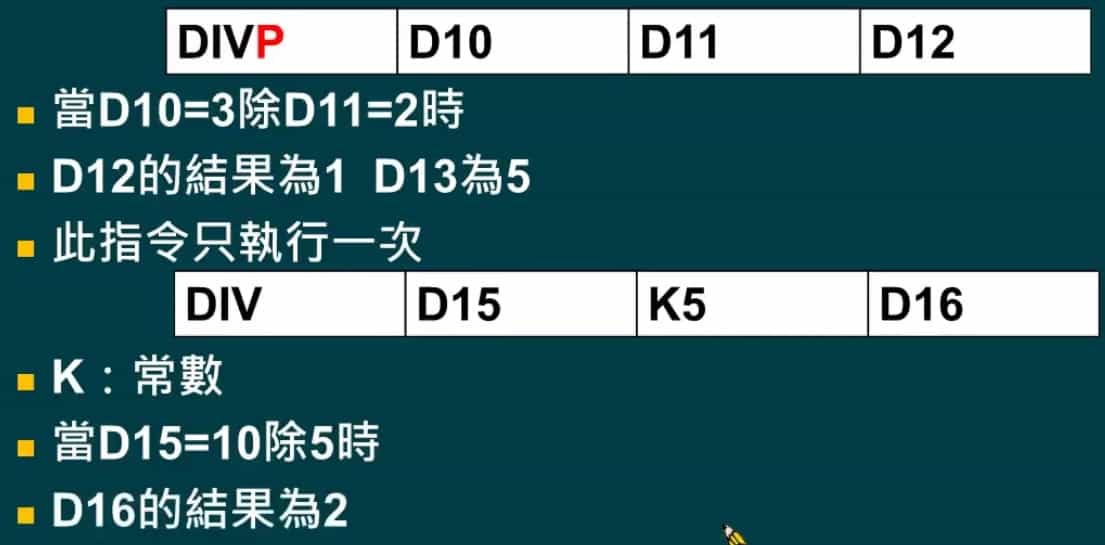 DIVP D10 D11 D12
當D10=3除D11=2時
D12的結果為1 D13為5
此指令只執行一次
DIV D15 K5 D16
K：常數
當D15=10除5時
D16的結果為2